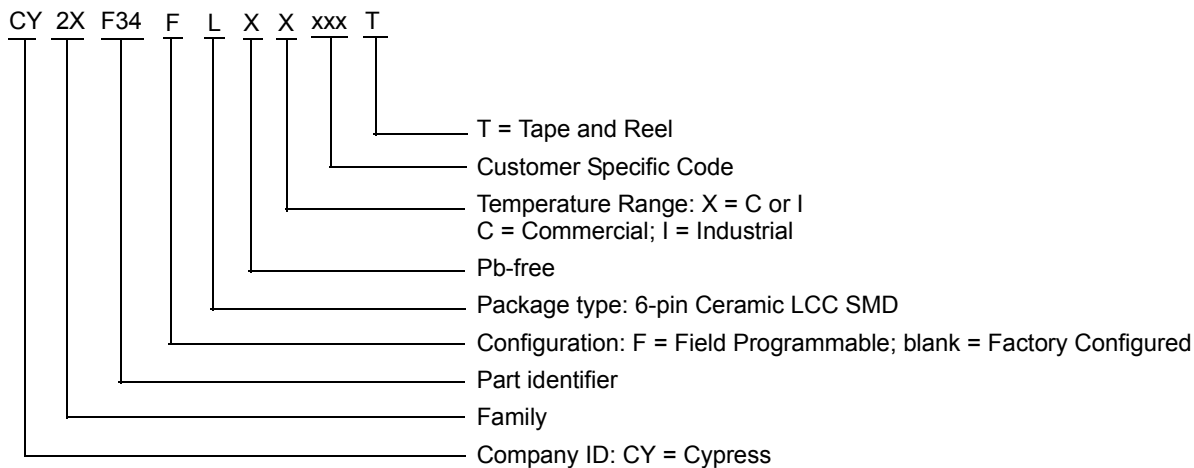 CY 2X F34 F L X X xxx T
T = Tape and Reel
Customer Specific Code
Temperature Range: X = C or I
C = Commercial; I = Industrial
Pb-free
Package type: 6-pin Ceramic LCC SMD
Configuration: F = Field Programmable; blank = Factory Configured
Part identifier
Family
Company ID: CY = Cypress